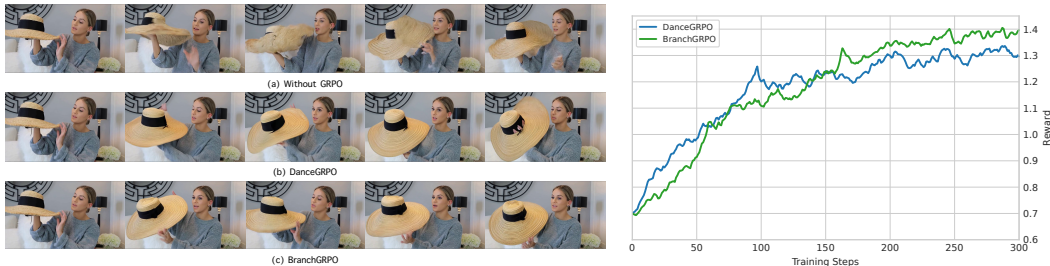 (a) Without GRPO
(b) DanceGRPO
(c) BranchGRPO
DanceGRPO
BranchGRPO
1.4
1.3
1.2
1.1
1.0
0.9
0.8
0.7
0.6
Reward
0 50 100 150 200 250 300
Training Steps